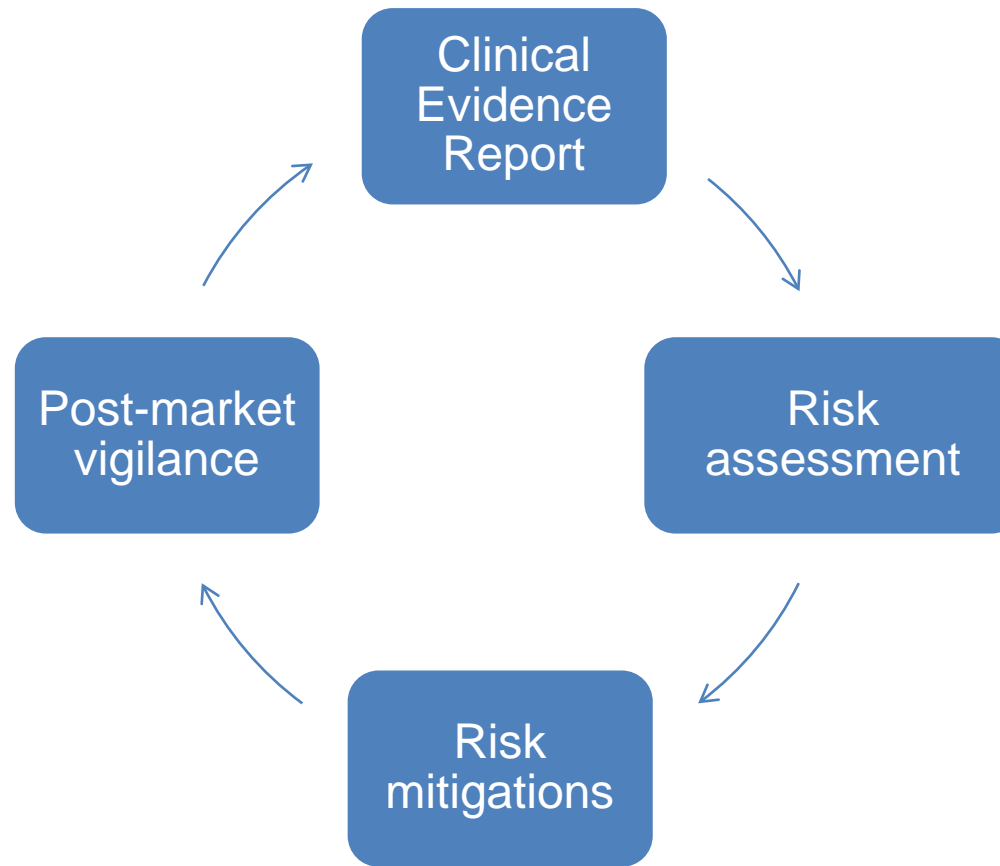 Clinical
Evidence
Report
Post-market
vigilance
Risk
assessment
Risk
mitigations